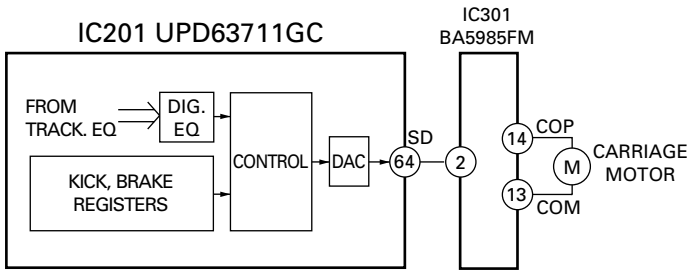 IC201 UPD63711GC
IC301
BA5985FM
FROM
TRACK. EQ
DIG.
EQ
KICK, BRAKE
REGISTERS
CONTROL
DAC
SD
64
2
14
COP
13
COM
M
CARRIAGE
MOTOR